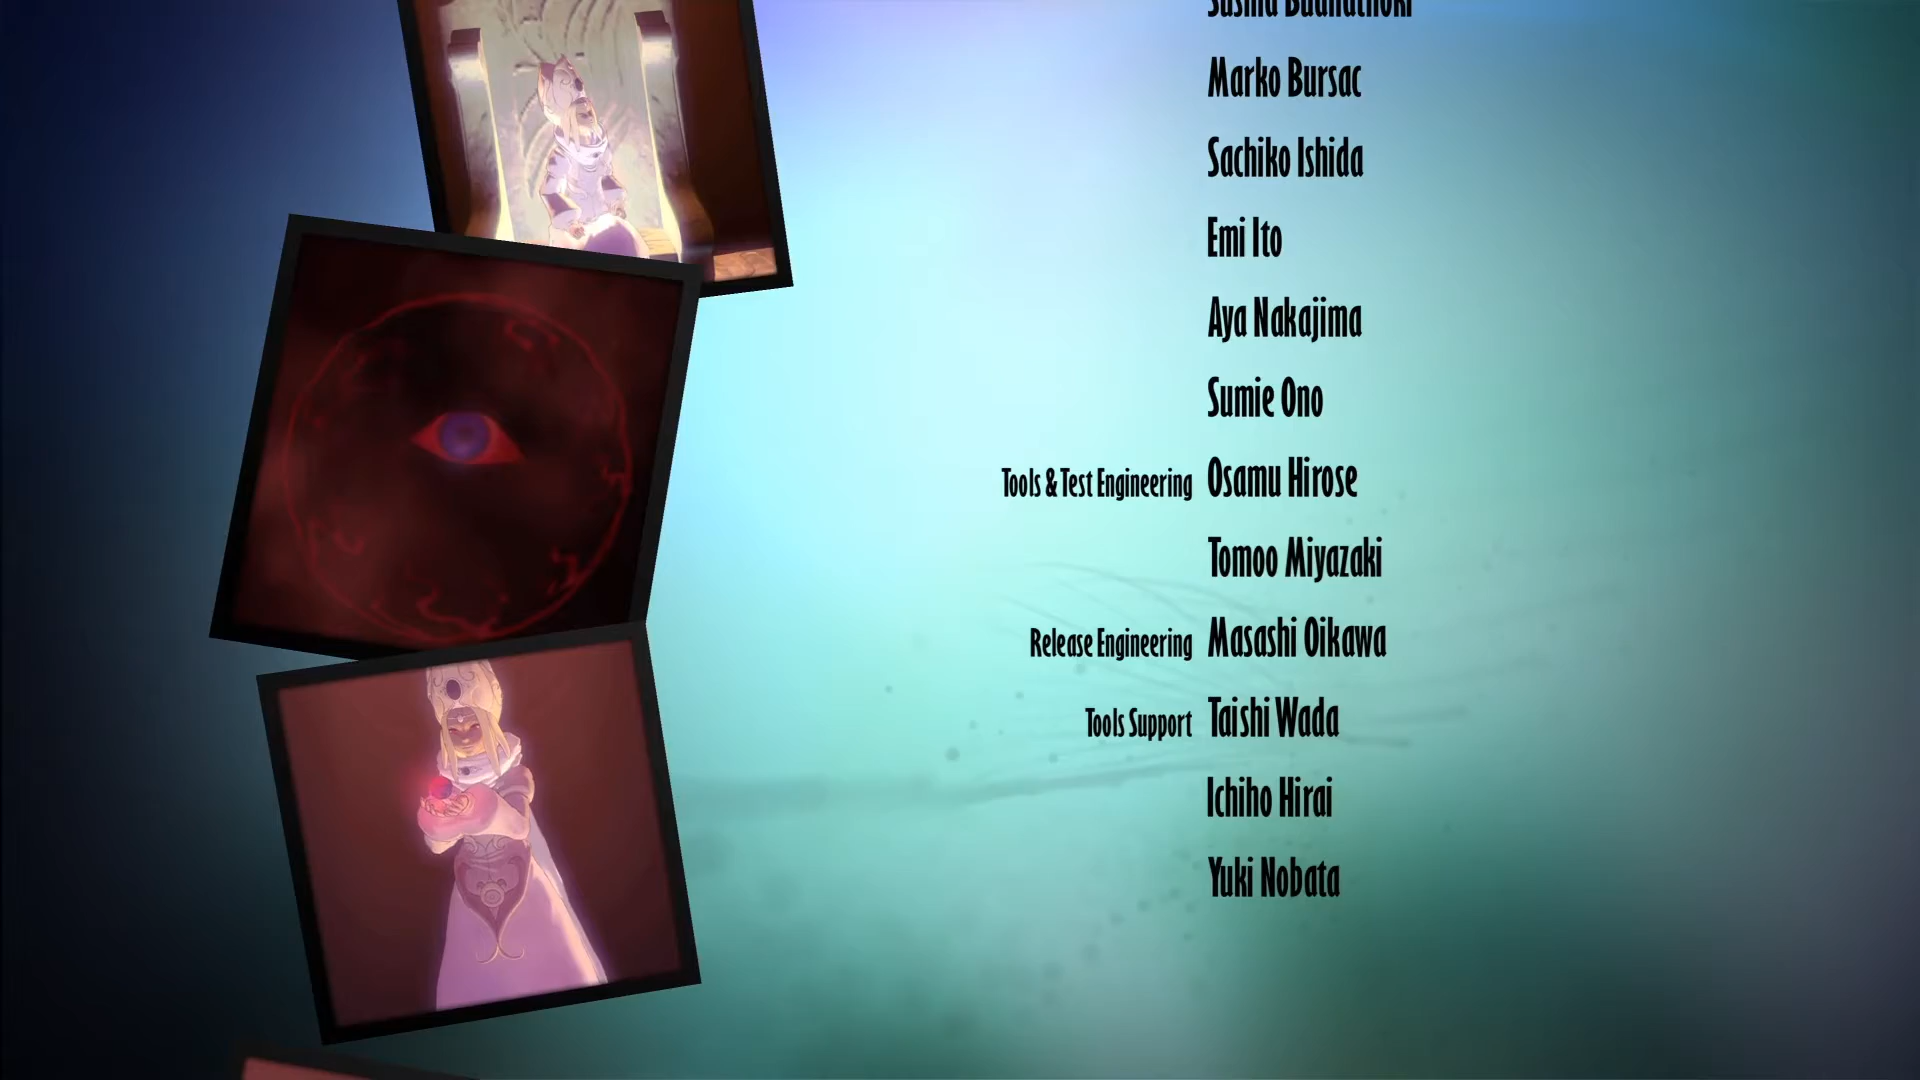 Marko Bursac
Sachiko Ishida
Emi Ito
Aya Nakajima
Sumie Ono
Tools & Test Engineering Osamu Hirose
Tomoo Miyazaki
Release Engineering Masashi Oikawa
Tools Support Taishi Wada
Ichiho Hirai
Yuki Nobata